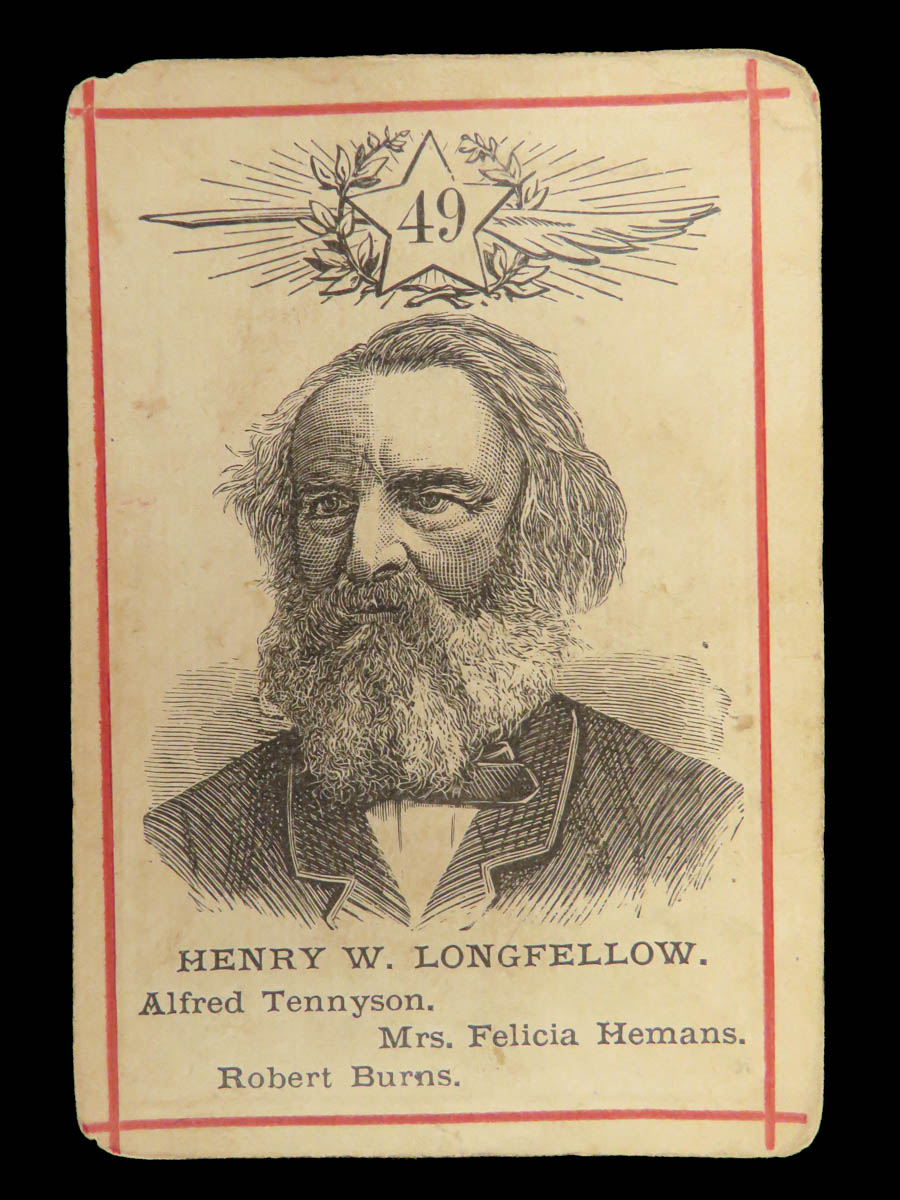 49
HENRY W. LONGFELLOW.
Alfred Tennyson.
Mrs. Felicia Hemans.
Robert Burns.